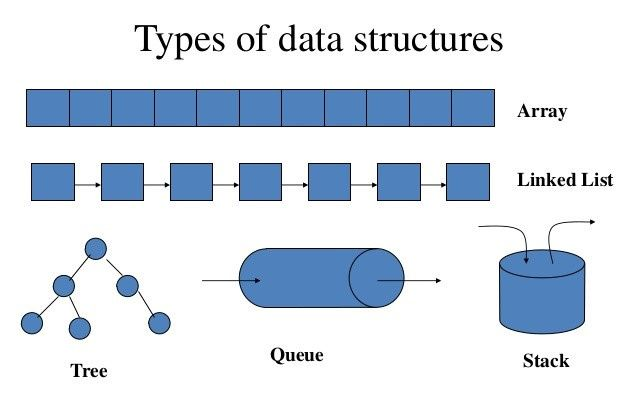 Types of data structures
Array
Linked List
Tree
Queue
Stack